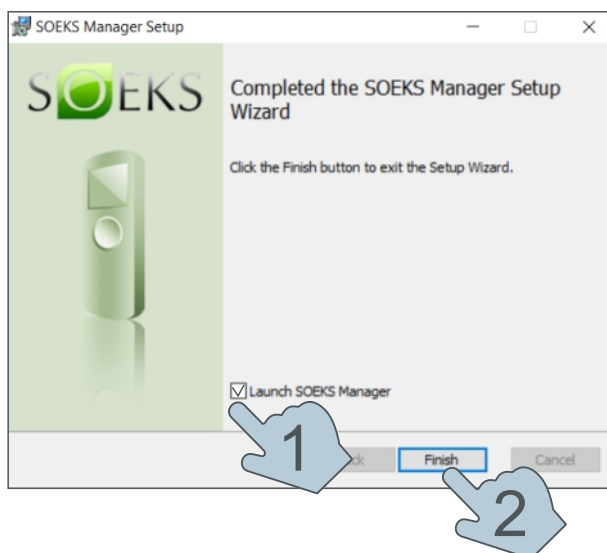 SOEKS Manager Setup
SOEKS
Completed the SOEKS Manager Setup
Wizard
Click the Finish button to exit the Setup Wizard.
Launch SOEKS Manager
1
Finish
Cancel
2